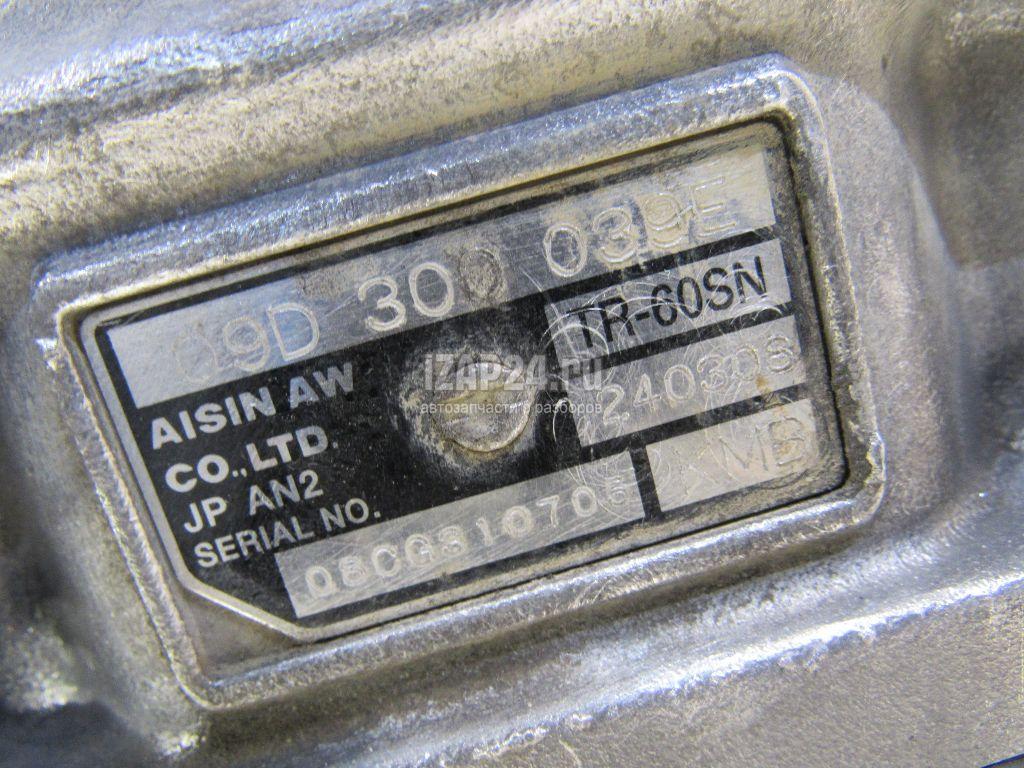 09D 300 039E
AISIN AW
CO.,LTD.
JP AN2
SERIAL NO.
TR-60SN
240308
08CG310705
KMB
iZAP24.ru
автозапчасти с разборов